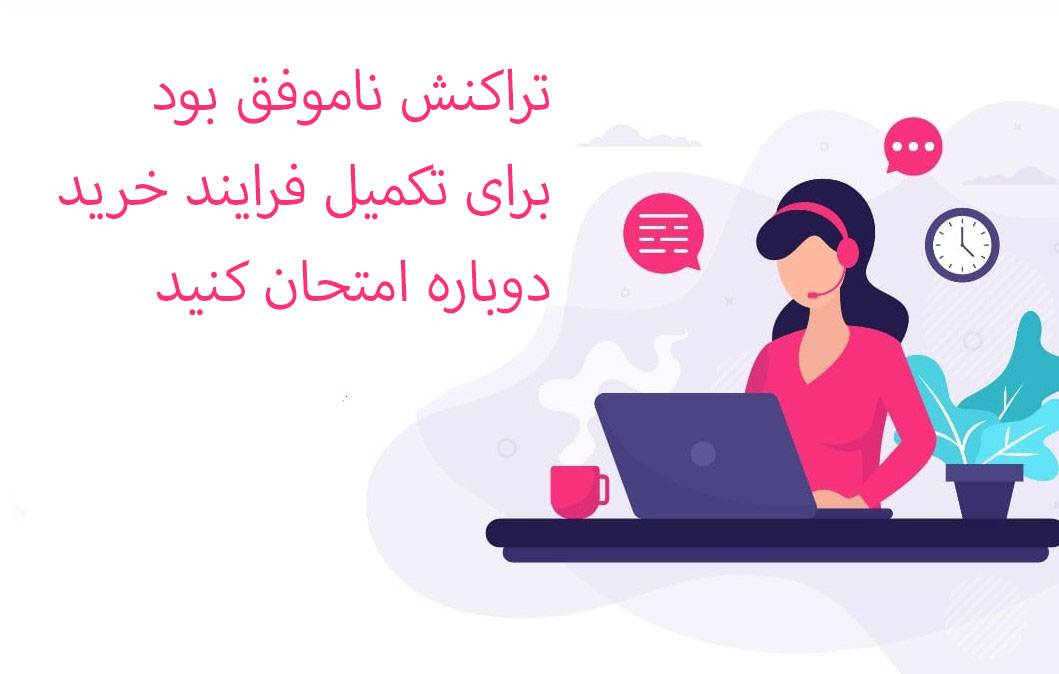 تراکنش ناموفق بود
برای تکمیل فرایند خرید
دوباره امتحان کنید